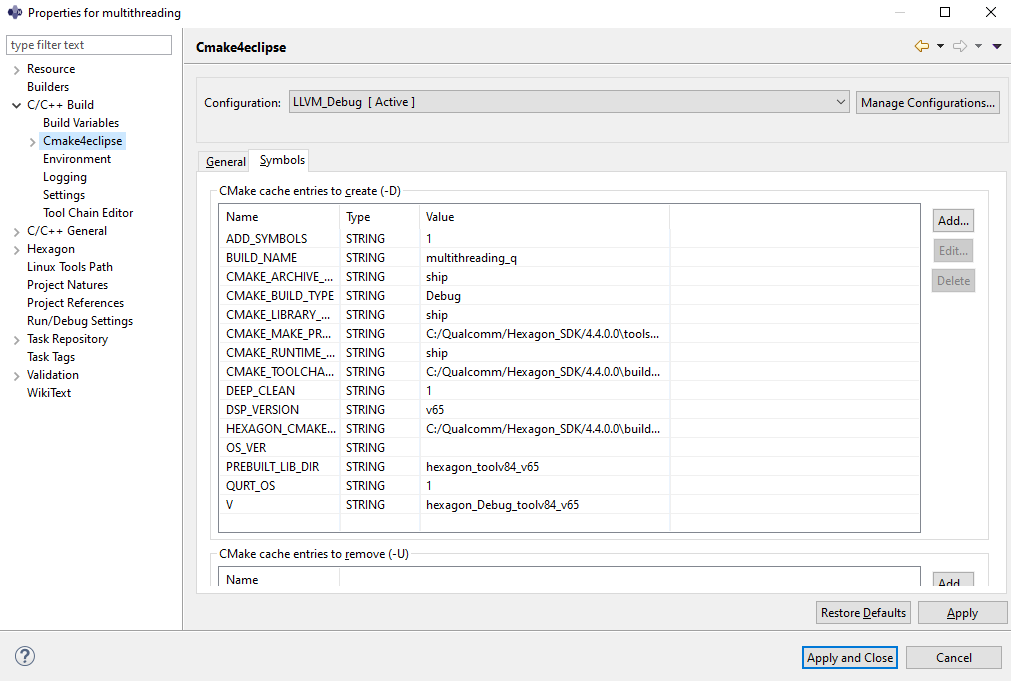 Properties for multithreading
type filter text
Resource
Builders
C/C++ Build
Build Variables
Cmake4eclipse
Environment
Logging
Settings
Tool Chain Editor
C/C++ General
Hexagon
Linux Tools Path
Project Natures
Project References
Run/Debug Settings
Task Repository
Task Tags
Validation
WikiText
Cmake4eclipse
Configuration: LLVM_Debug [ Active ] Manage Configurations...
General Symbols
CMake cache entries to create (-D)
Name Type Value
ADD_SYMBOLS STRING 1
BUILD_NAME STRING multithreading_q
CMAKE_ARCHIVE_... STRING ship
CMAKE_BUILD_TYPE STRING Debug
CMAKE_LIBRARY_... STRING ship
CMAKE_MAKE_PR... STRING C:/Qualcomm/Hexagon_SDK/4.4.0.0\tools...
CMAKE_RUNTIME_... STRING ship
CMAKE_TOOLCHA... STRING C:/Qualcomm/Hexagon_SDK/4.4.0.0\build...
DEEP_CLEAN STRING 1
DSP_VERSION STRING v65
HEXAGON_CMAKE... STRING C:/Qualcomm/Hexagon_SDK/4.4.0.0\build...
OS_VER STRING
PREBUILT_LIB_DIR STRING hexagon_toolv84_v65
QURT_OS STRING 1
V STRING hexagon_Debug_toolv84_v65
Add...
Edit...
Delete
CMake cache entries to remove (-U)
Name
Add...
Restore Defaults Apply
? Apply and Close Cancel